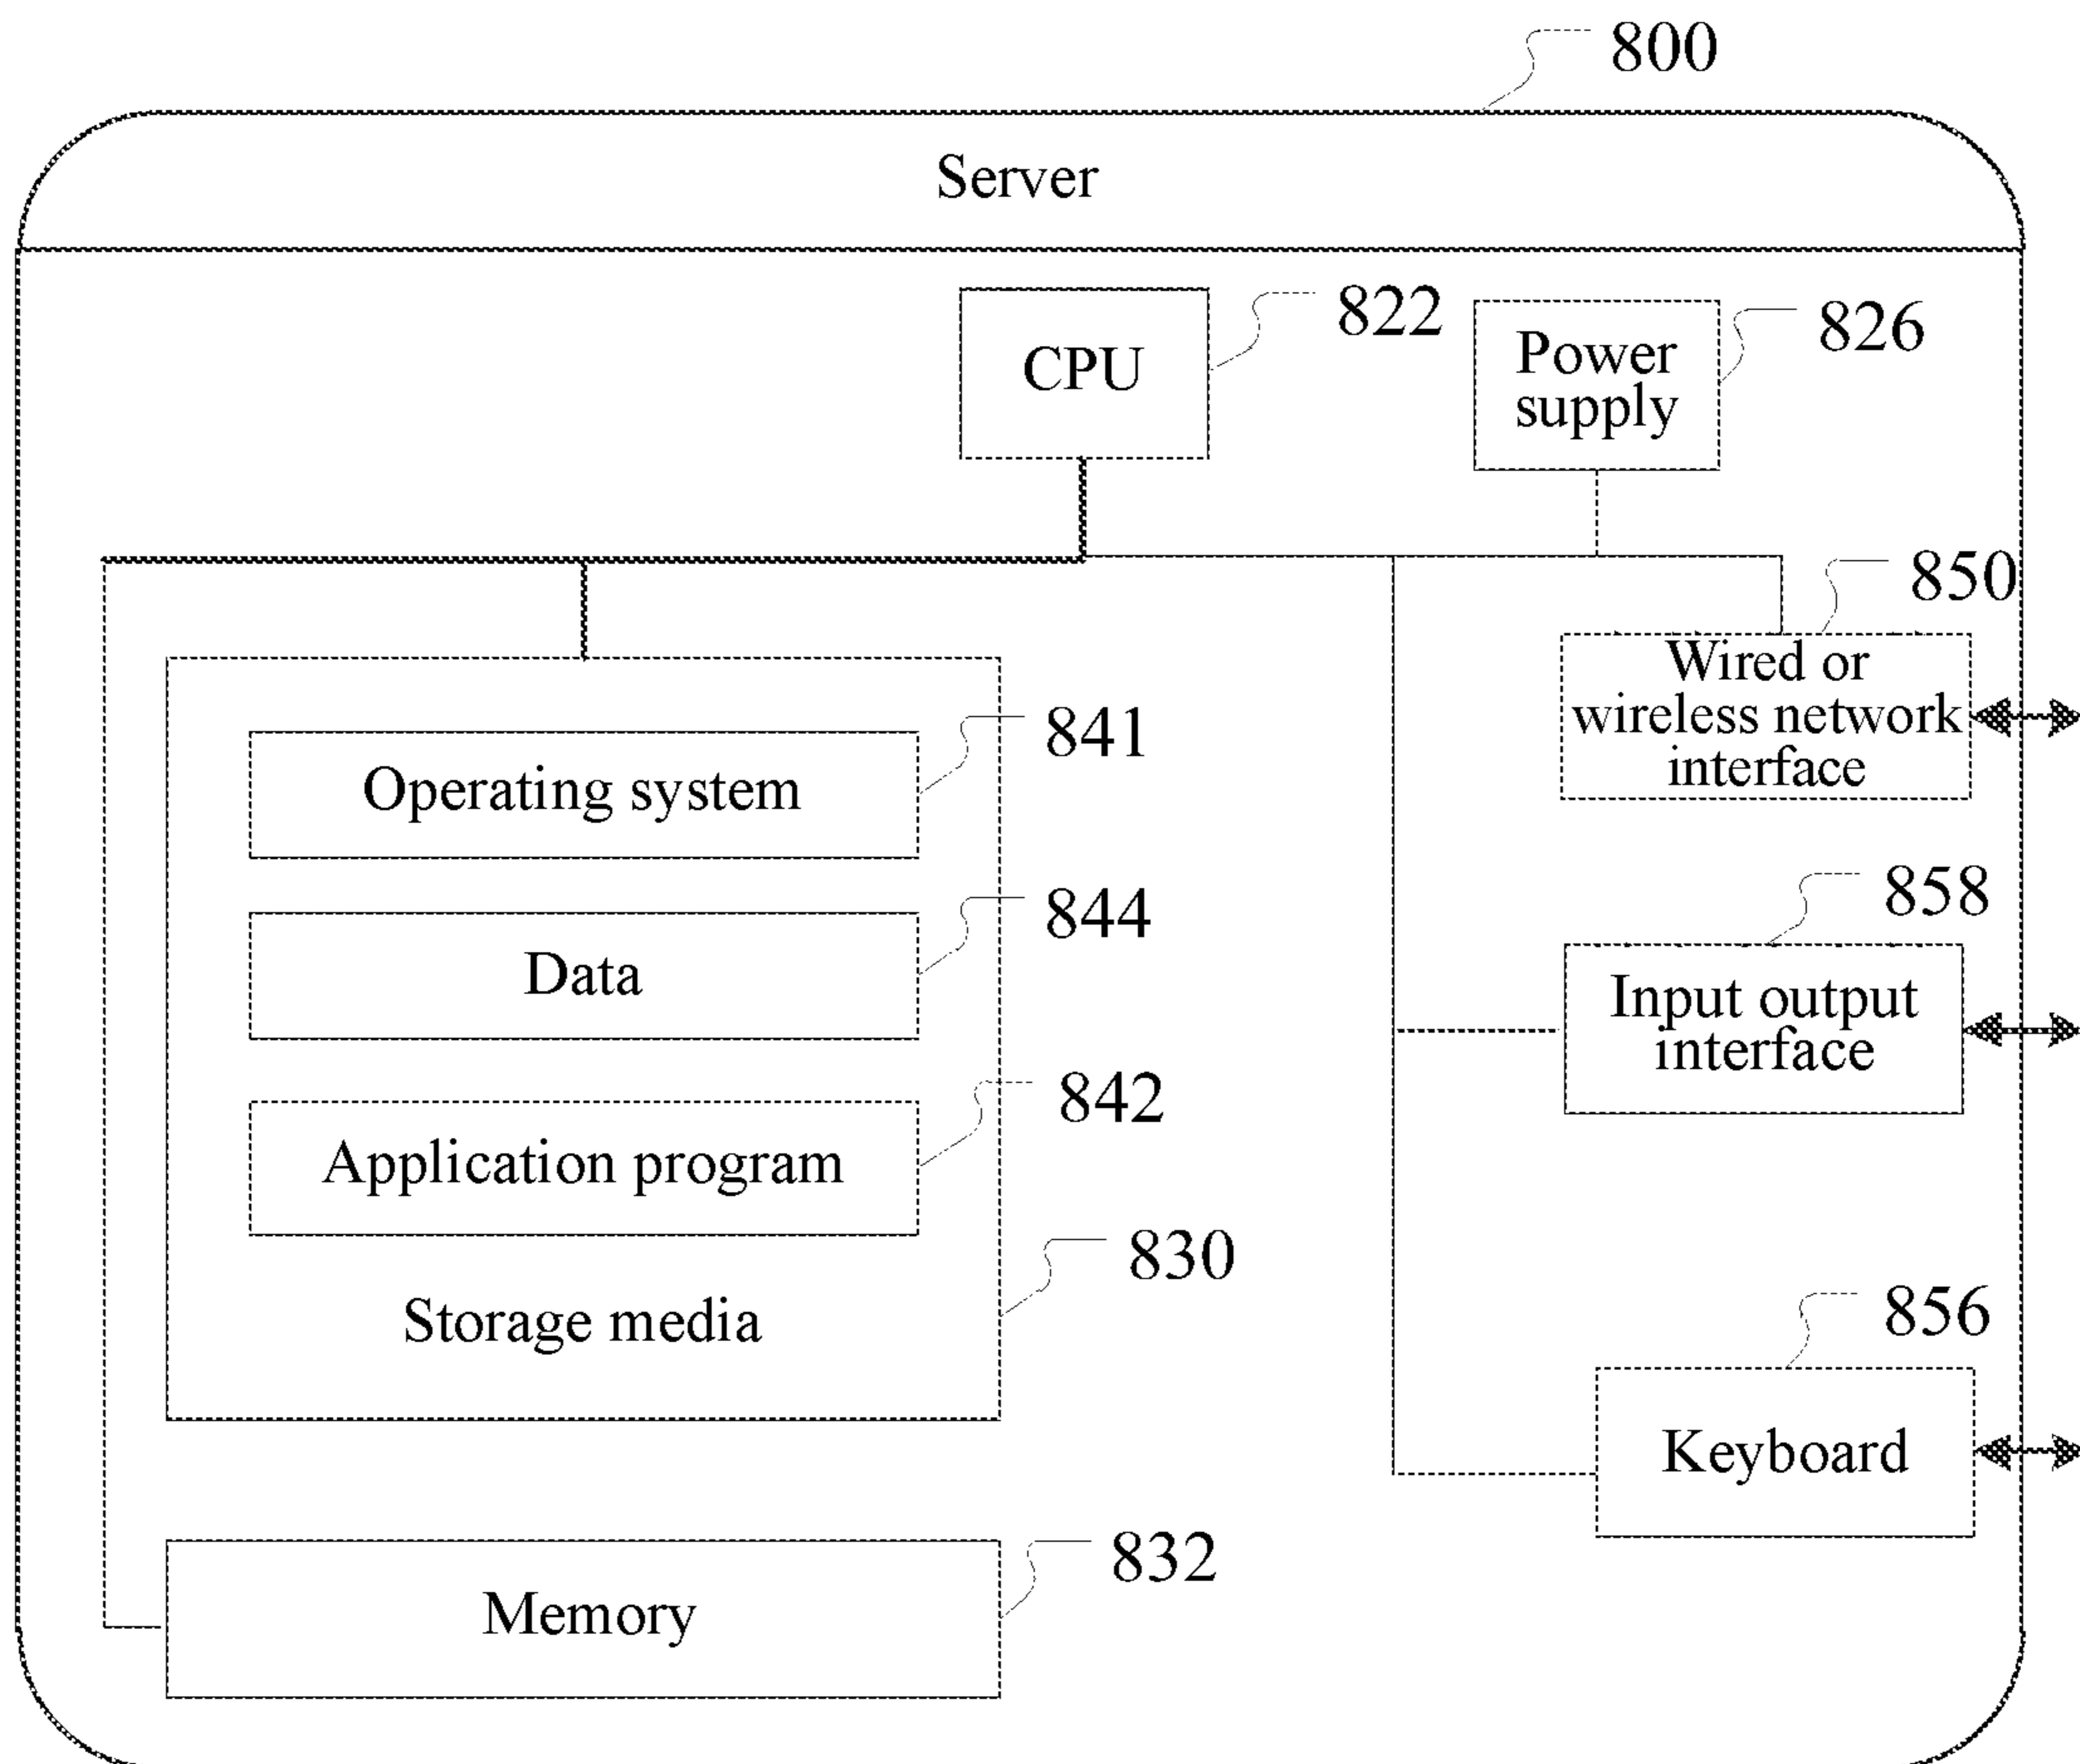 800
Server
CPU
822
Power
supply
826
850
Wired or
wireless network
interface
841
Operating system
844
Data
858
Input output
interface
842
Application program
830
Storage media
856
Keyboard
832
Memory